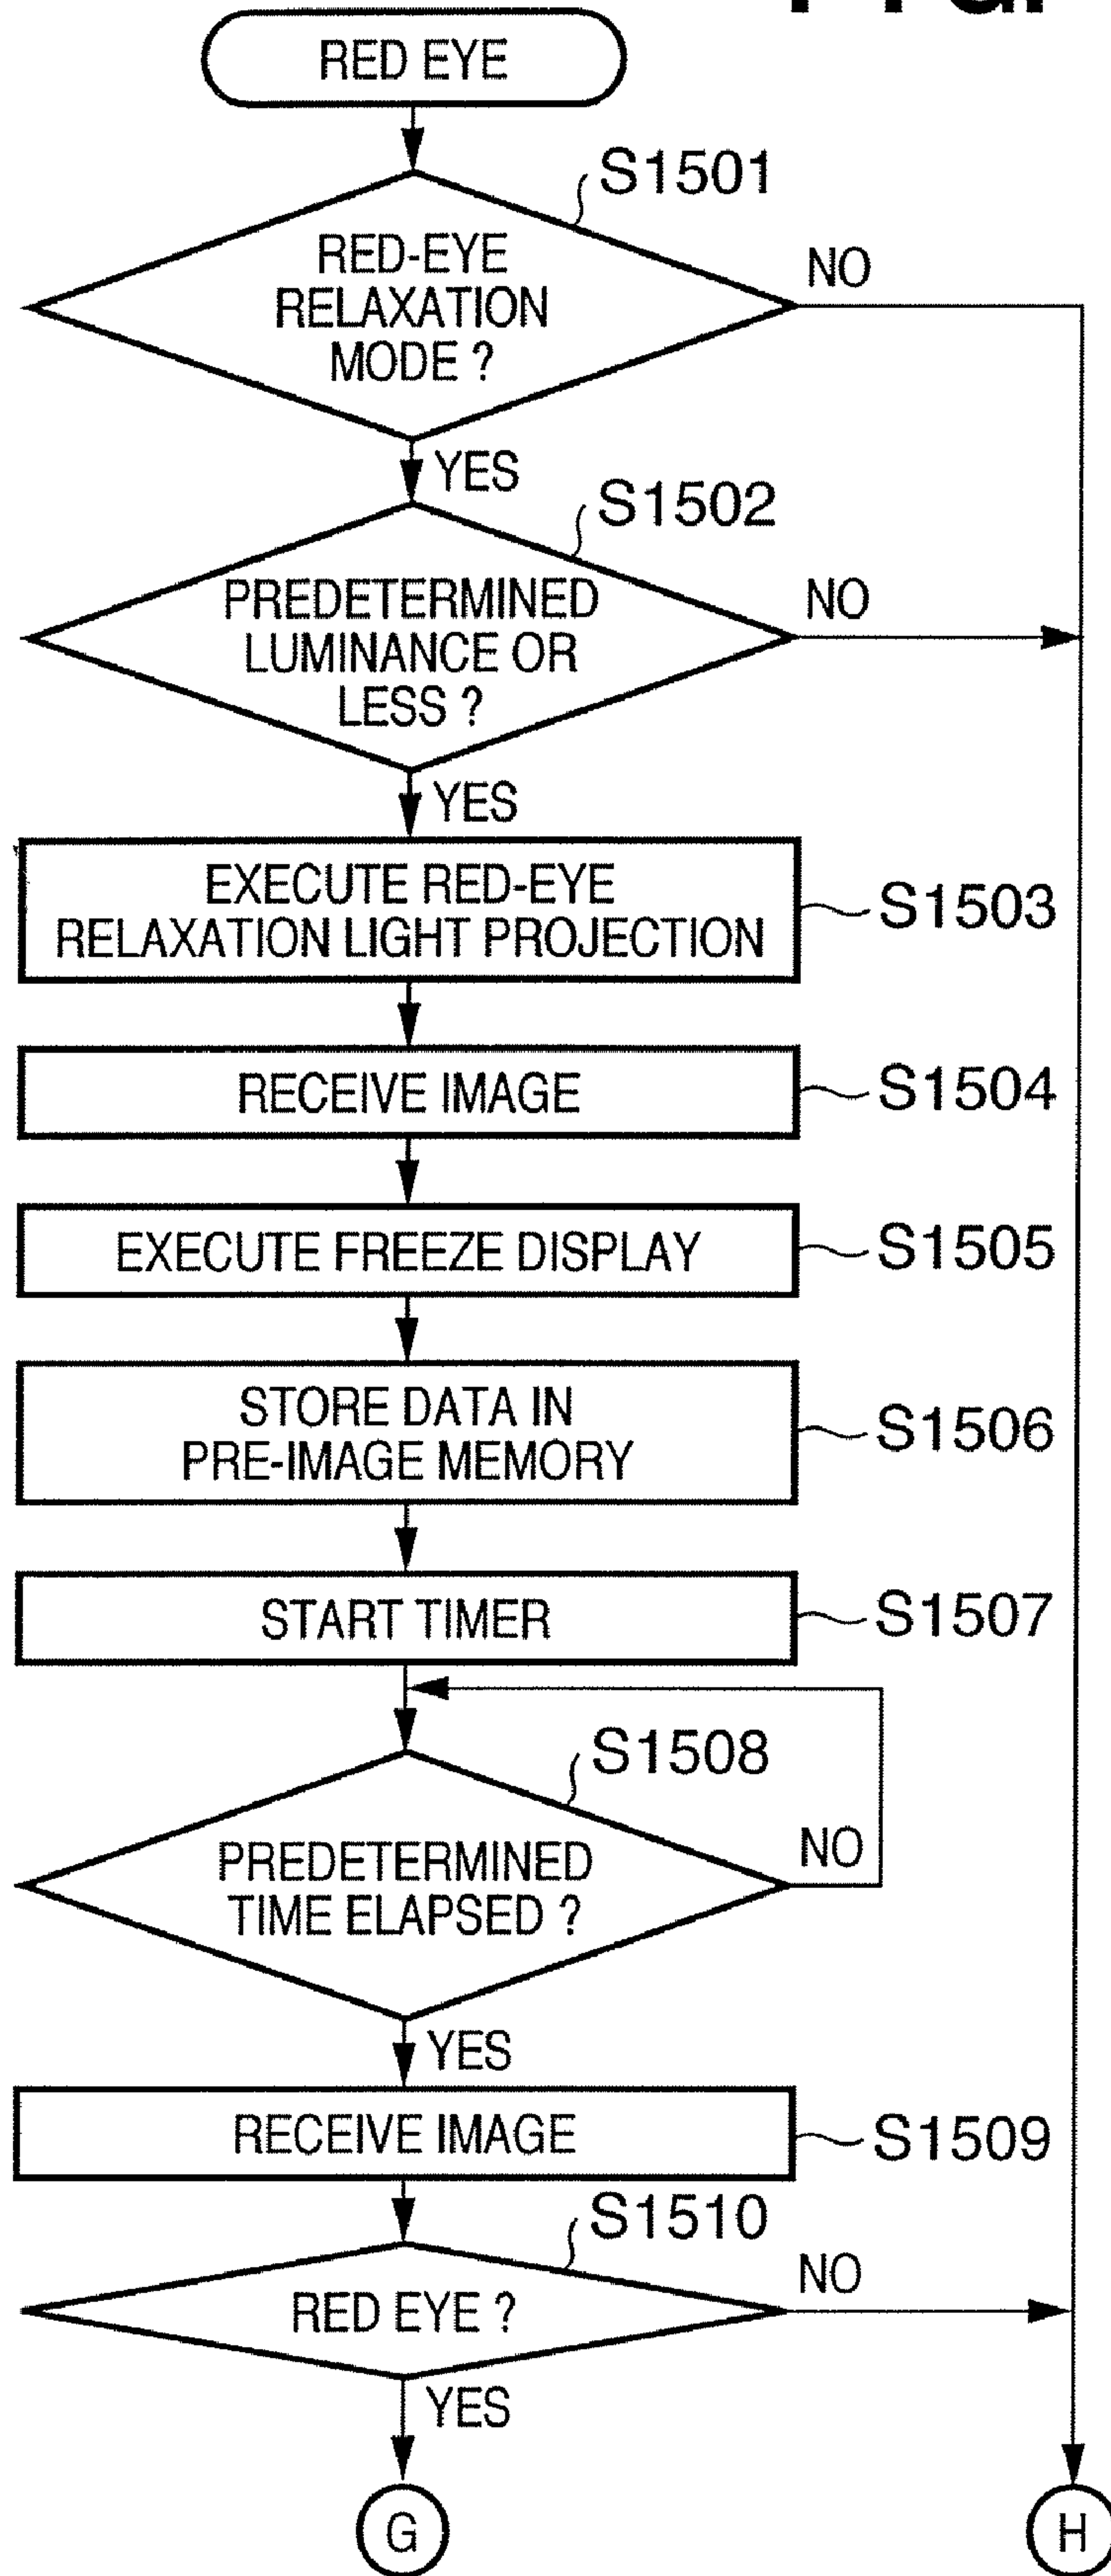 RED EYE
S1501
RED-EYE
RELAXATION
MODE ?
NO
YES
S1502
PREDETERMINED
LUMINANCE OR
LESS ?
NO
YES
EXECUTE RED-EYE
RELAXATION LIGHT PROJECTION
S1503
RECEIVE IMAGE
S1504
EXECUTE FREEZE DISPLAY
S1505
STORE DATA IN
PRE-IMAGE MEMORY
S1506
START TIMER
S1507
S1508
PREDETERMINED
TIME ELAPSED ?
NO
YES
RECEIVE IMAGE
S1509
S1510
RED EYE ?
NO
YES
G
H